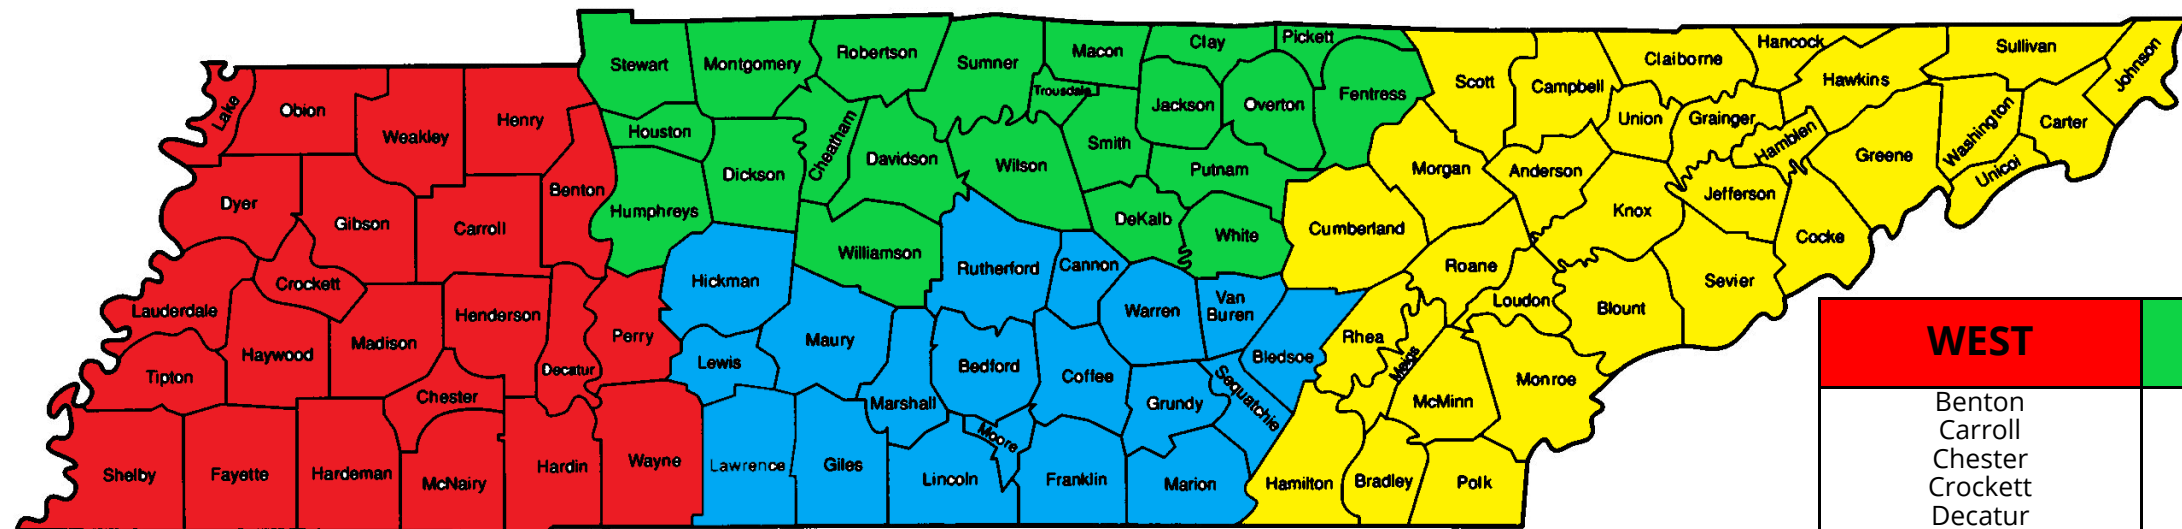 Lake
Obion
Weakley
Henry
Stewart
Montgomery
Robertson
Sumner
Macon
Clay
Pickett
Scott
Campbell
Claiborne
Hancock
Hawkins
Sullivan
Johnson
Trousdale
Jackson
Overton
Fentress
Union
Grainger
Hamblen
Washington
Carter
Houston
Cheatham
Davidson
Wilson
Smith
Putnam
Morgan
Anderson
Jefferson
Greene
Unicoi
Dyer
Gibson
Carroll
Benton
Humphreys
Dickson
Williamson
DeKalb
White
Cumberland
Knox
Cocke
Lauderdale
Crockett
Henderson
Perry
Hickman
Rutherford
Cannon
Warren
Van
Buren
Roane
Loudon
Blount
Sevier
Tipton
Haywood
Madison
Decatur
Lewis
Maury
Bedford
Coffee
Bledsoe
Rhea
Meigs
Monroe
Chester
Marshall
Grundy
Sequatchie
McMinn
Shelby
Fayette
Hardeman
McNairy
Hardin
Wayne
Lawrence
Giles
Lincoln
Moore
Franklin
Marion
Hamilton
Bradley
Polk
WEST
Benton
Carroll
Chester
Crockett
Decatur